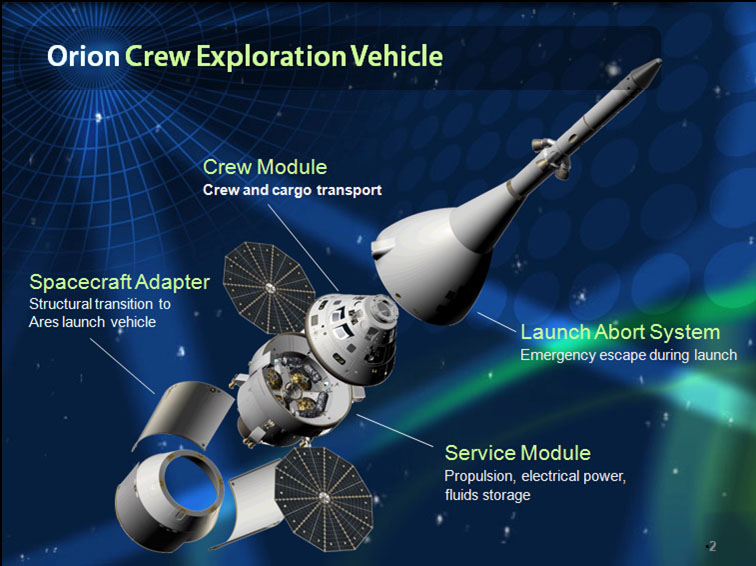 Orion Crew Exploration Vehicle
Crew Module
Crew and cargo transport
Spacecraft Adapter
Structural transition to
Ares launch vehicle
Launch Abort System
Emergency escape during launch
Service Module
Propulsion, electrical power,
fluids storage
•2